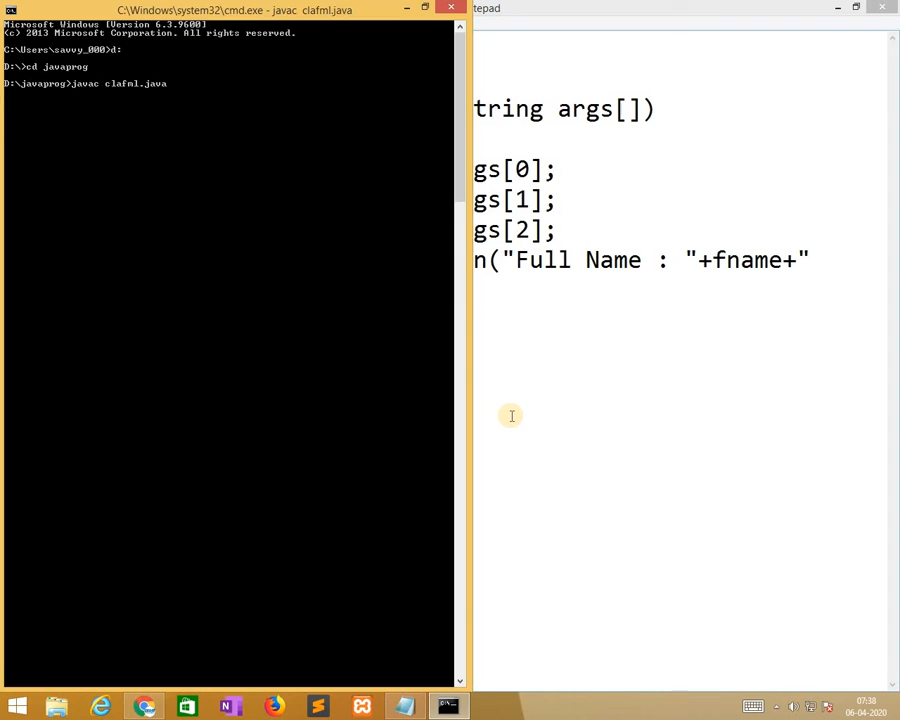 C:\Windows\system32\cmd.exe - javac clafml.java
Microsoft Windows [Version 6.3.9600]
(c) 2013 Microsoft Corporation. All rights reserved.
C:\Users\savvy_000>d:
D:\>cd javaprog
D:\javaprog>javac clafml.java
tepad
tring args[])
gs[0];
gs[1];
gs[2];
n("Full Name : "+fname+"
07:38
06-04-2020